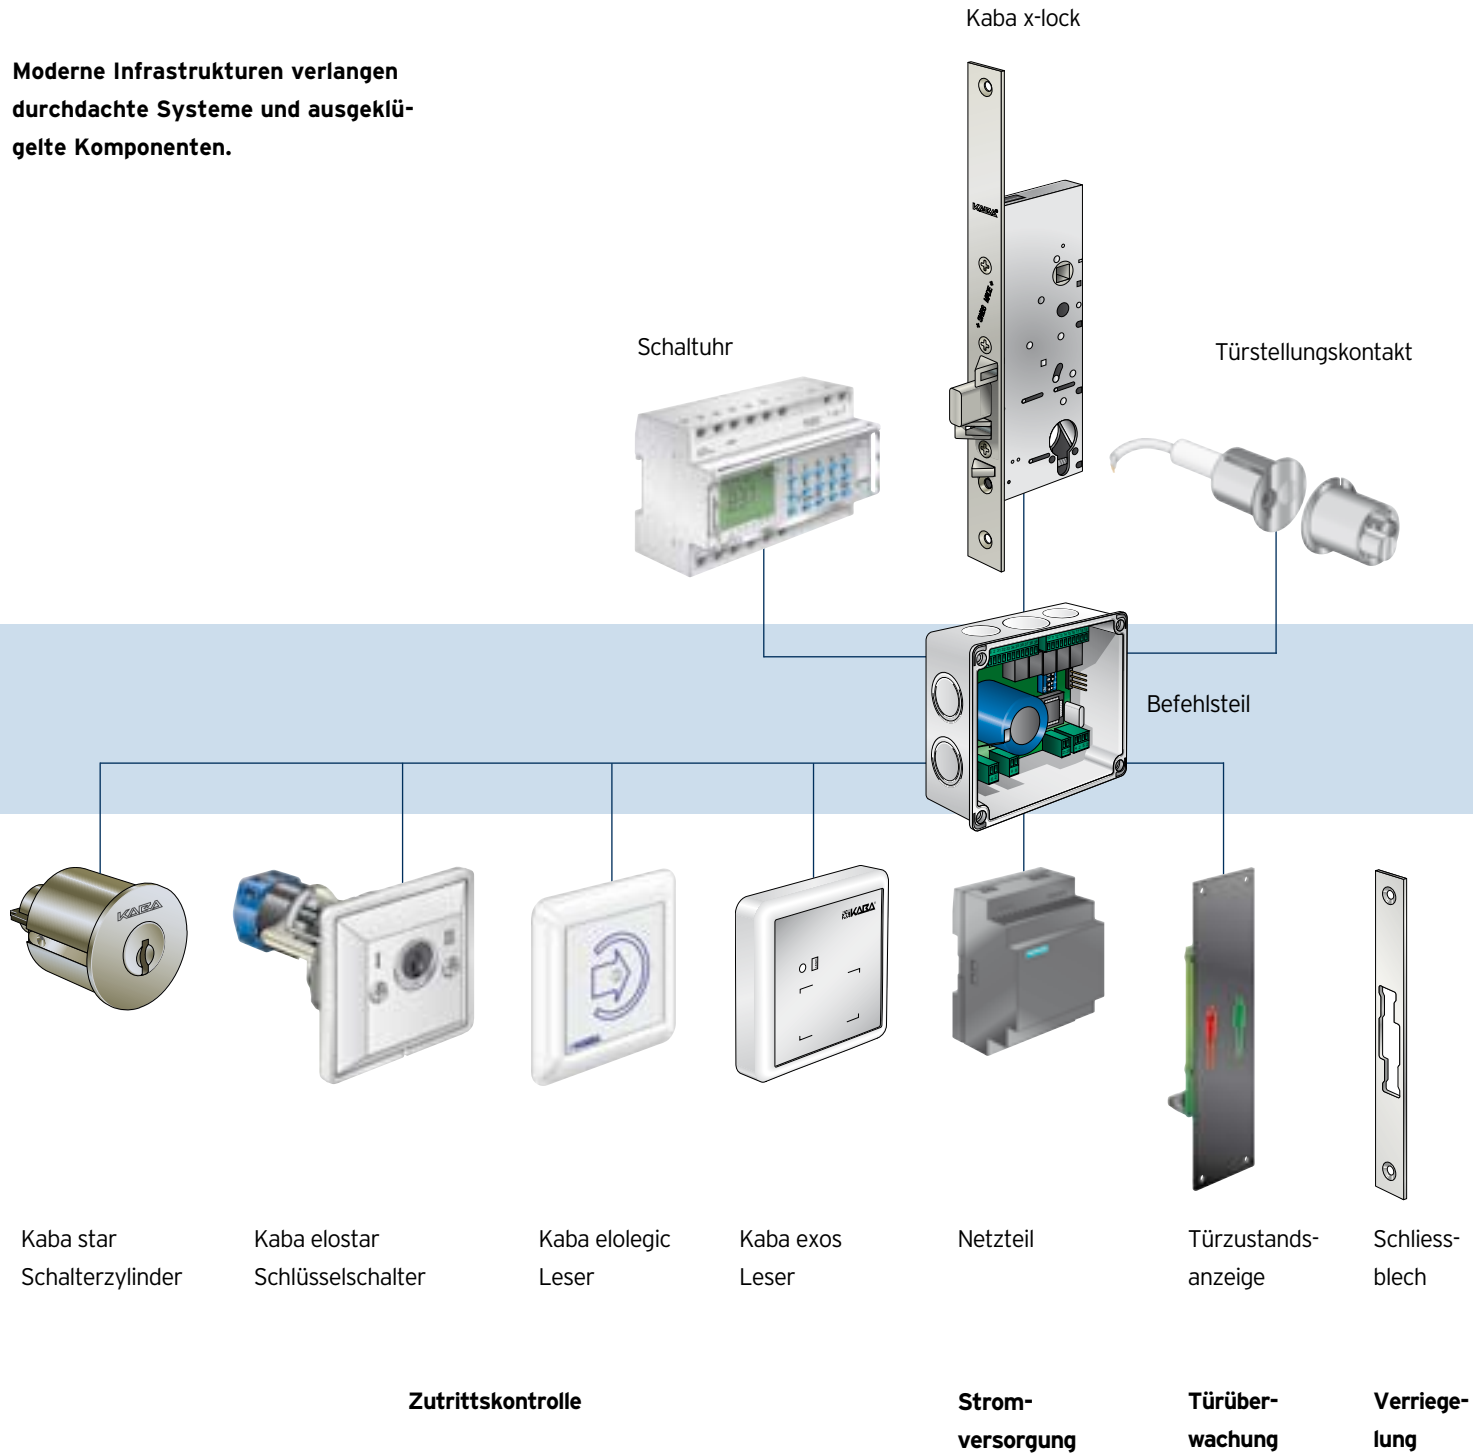 Kaba x-lock
Moderne Infrastrukturen verlangen
durchdachte Systeme und ausgeklü-
gelte Komponenten.
Schaltuhr
Türstellungskontakt
Befehlsteil
KABA
KABA
Kaba star
Schalterzylinder
Kaba elostar
Schlüsselschalter
Kaba elolegic
Leser
Kaba exos
Leser
Netzteil
Türzustands-
anzeige
Schliess-
blech
Zutrittskontrolle
Strom-
versorgung
Türüber-
wachung
Verriege-
lung